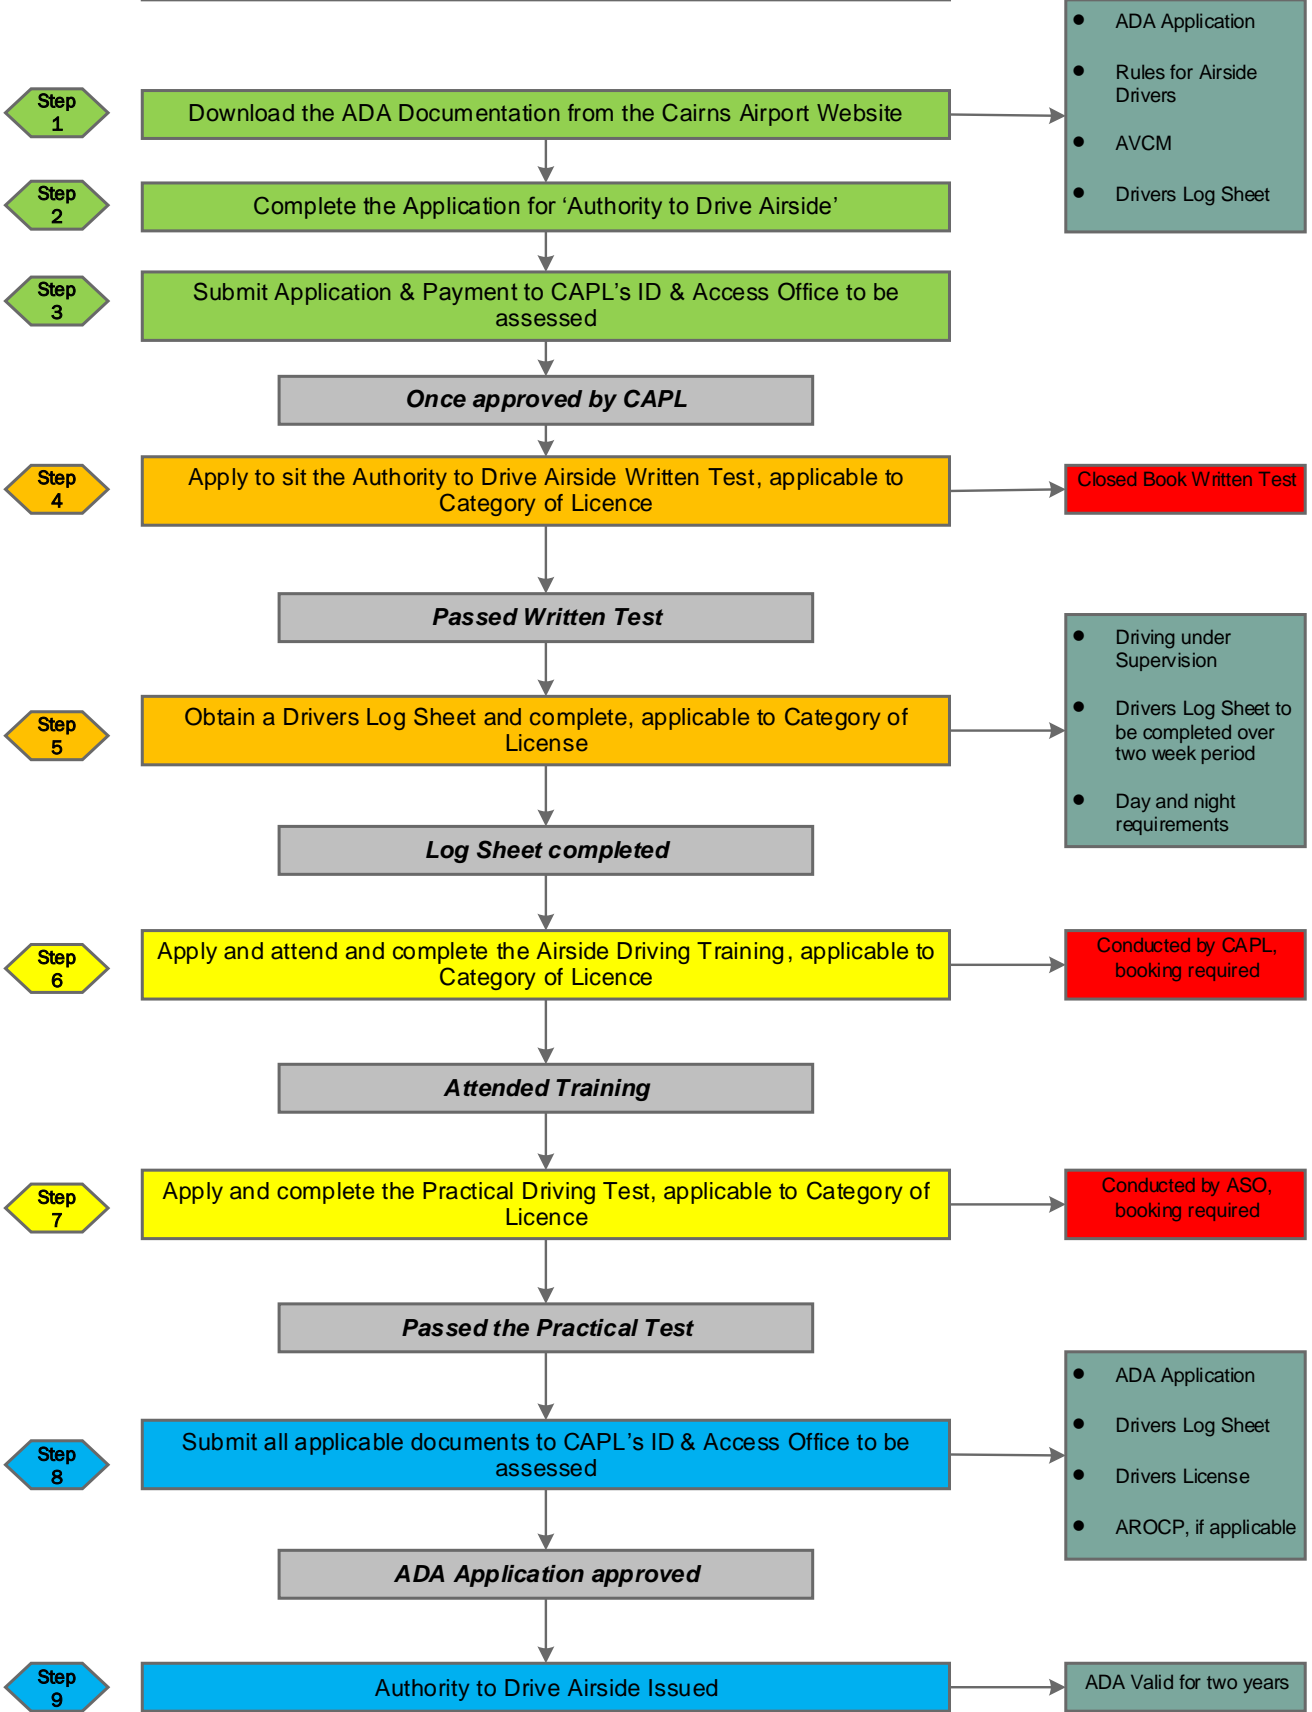 ADA Application
Rules for Airside
Drivers
AVCM
Drivers Log Sheet
Step
1
Download the ADA Documentation from the Cairns Airport Website
Step
2
Complete the Application for ‘Authority to Drive Airside’
Step
3
Submit Application & Payment to CAPL’s ID & Access Office to be
assessed
Once approved by CAPL
Step
4
Apply to sit the Authority to Drive Airside Written Test, applicable to
Category of Licence
Closed Book Written Test
Passed Written Test
Step
5
Obtain a Drivers Log Sheet and complete, applicable to Category of
License
Driving under
Supervision
Drivers Log Sheet to
be completed over
two week period
Day and night
requirements
Log Sheet completed
Step
6
Apply and attend and complete the Airside Driving Training, applicable to
Category of Licence
Conducted by CAPL,
booking required
Attended Training
Step
7
Apply and complete the Practical Driving Test, applicable to Category of
Licence
Conducted by ASO,
booking required
Passed the Practical Test
Step
8
Submit all applicable documents to CAPL’s ID & Access Office to be
assessed
ADA Application
Drivers Log Sheet
Drivers License
AROCP, if applicable
ADA Application approved
Step
9
Authority to Drive Airside Issued
ADA Valid for two years